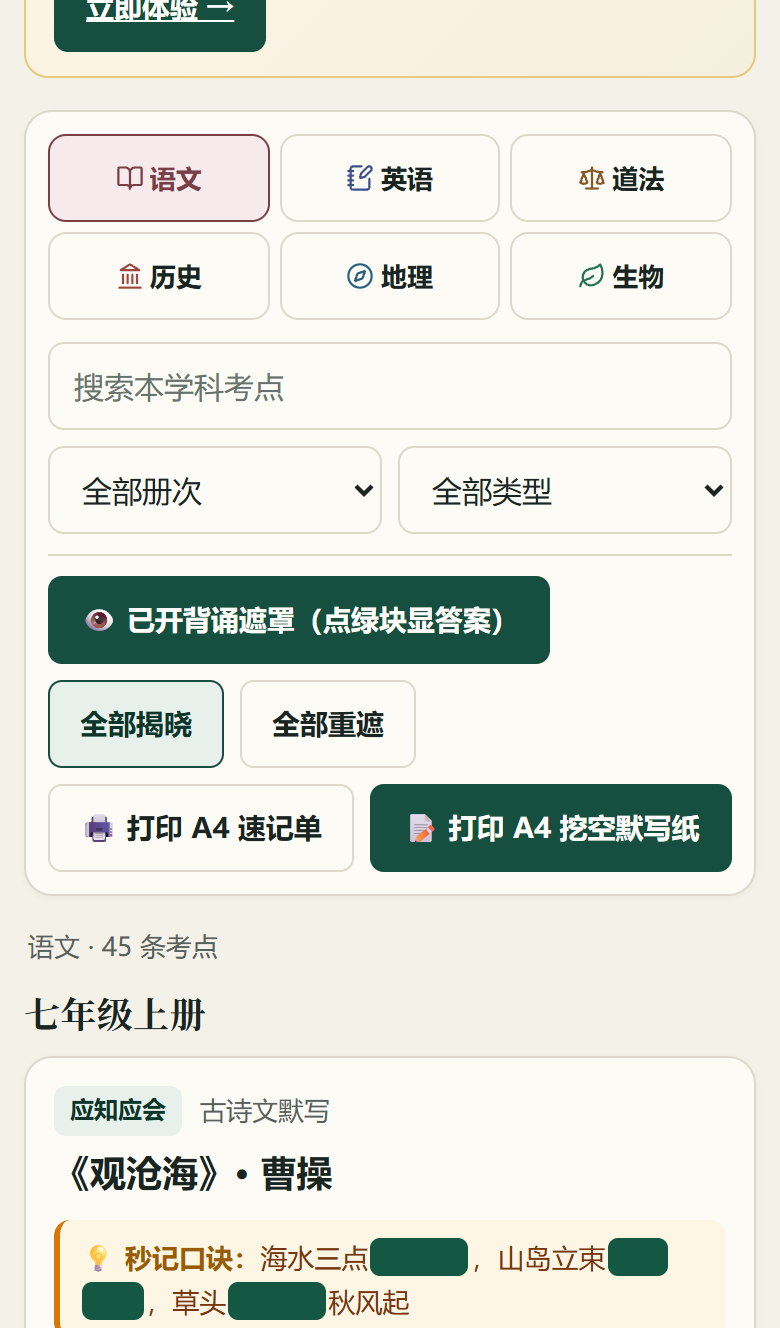 立即体验 →
语文 英语 道法
历史 地理 生物
搜索本学科考点
全部册次 全部类型
已开背诵遮罩（点绿块显答案）
全部揭晓 全部重遮
打印 A4 速记单 打印 A4 挖空默写纸
语文 · 45 条考点
七年级上册
应知应会 古诗文默写
《观沧海》· 曹操
秒记口诀：海水三点，山岛立束
，草头秋风起